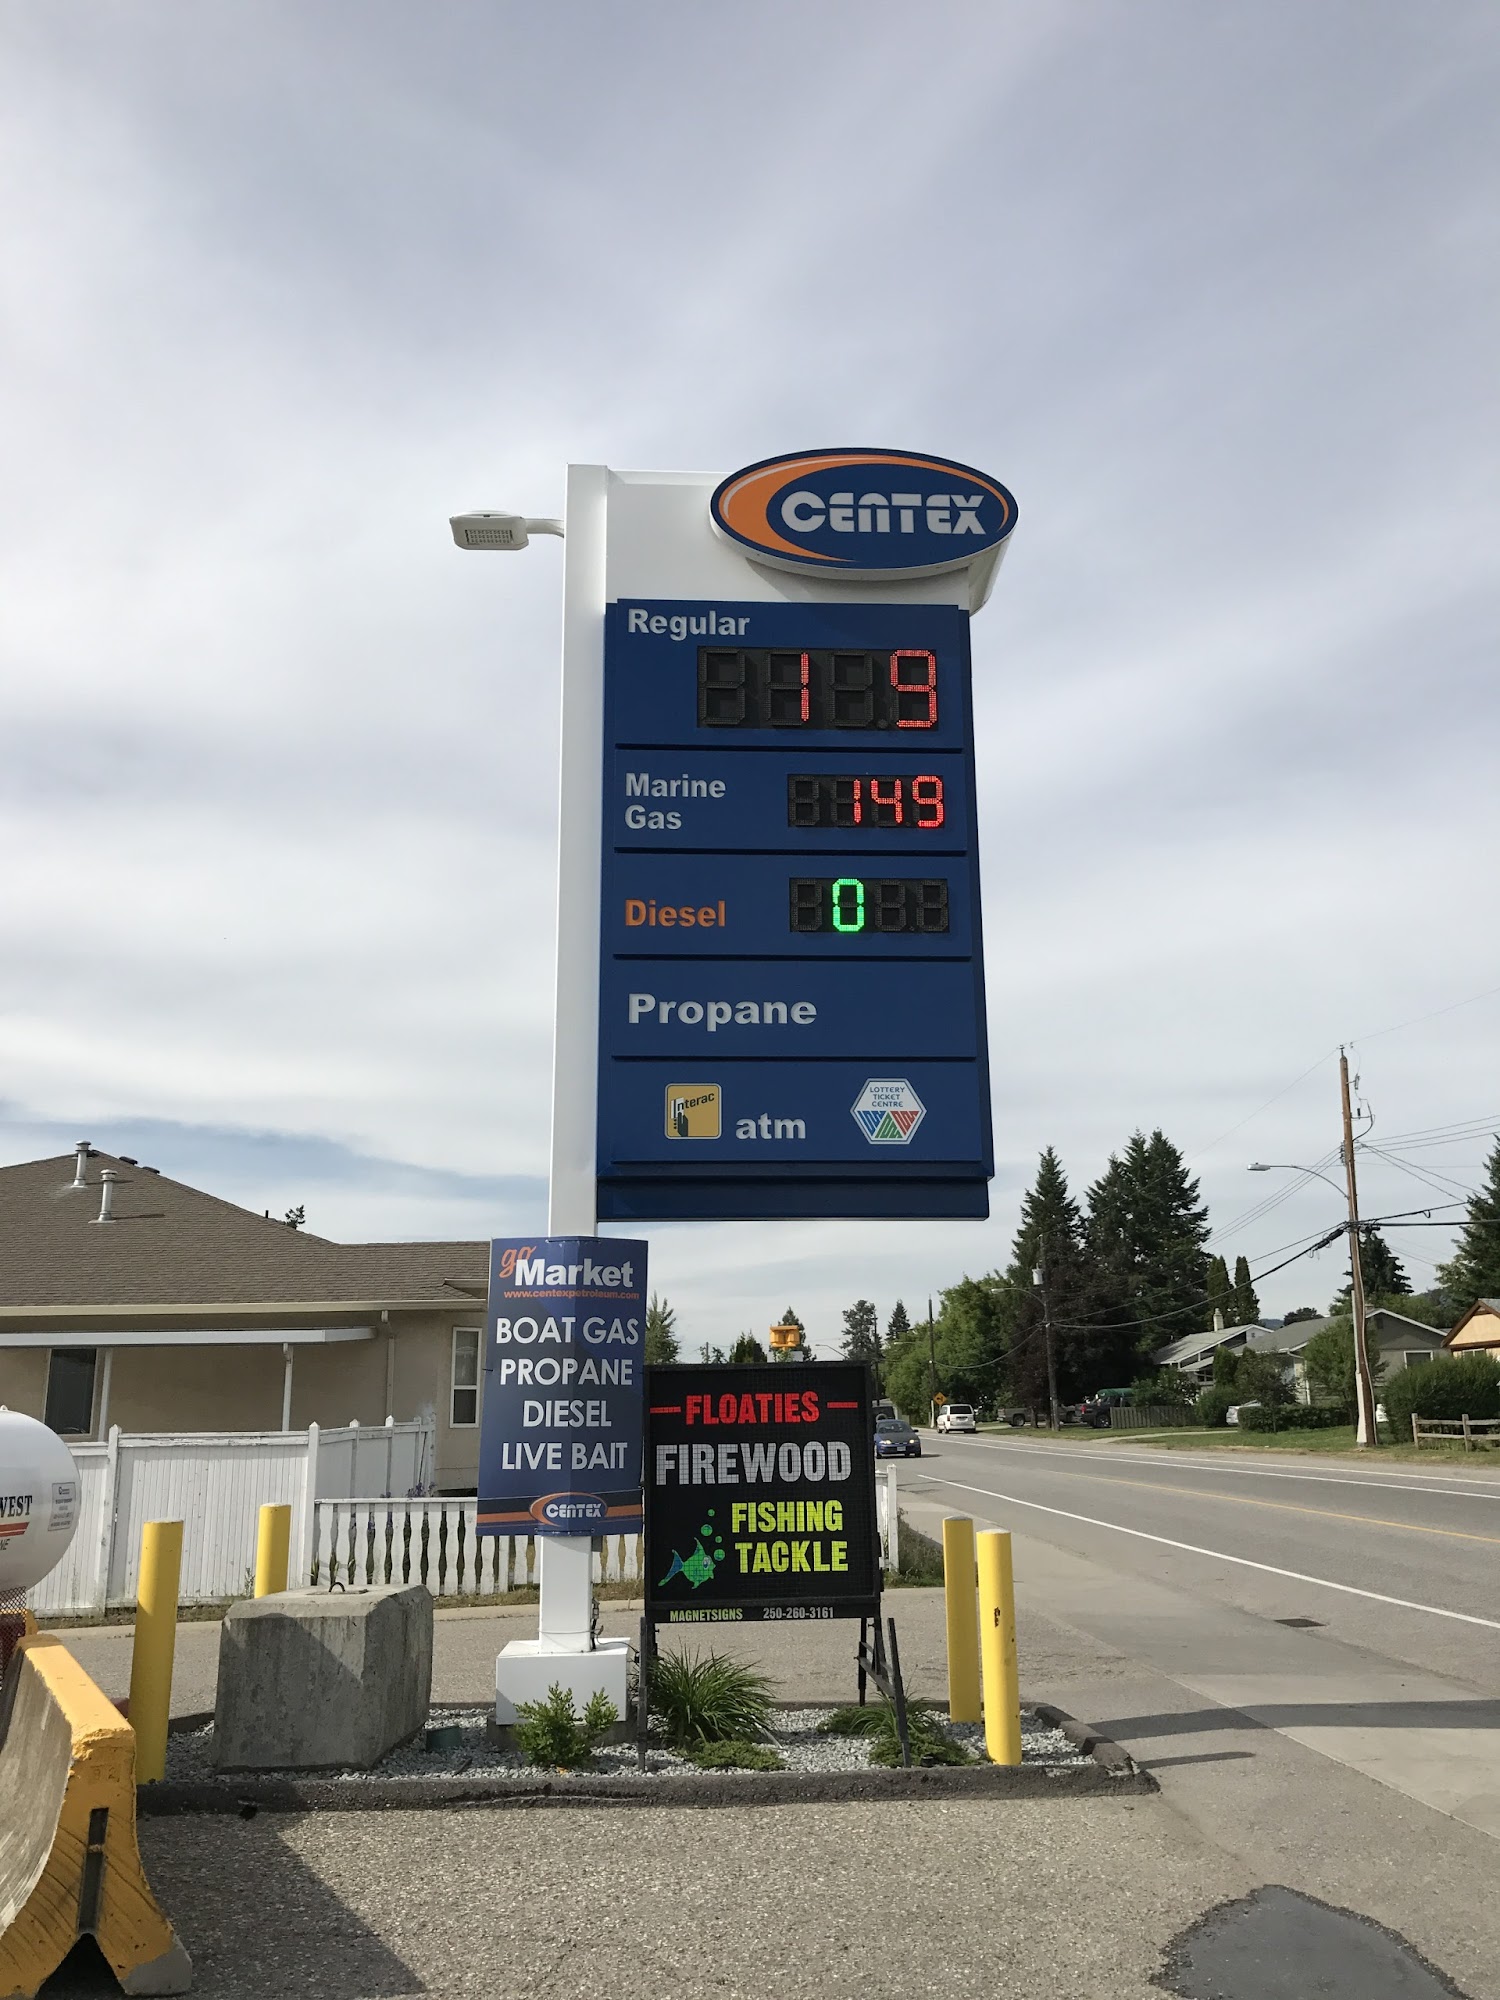 CENTEX
Regular
1 9
Marine
Gas
149
Diesel
0
Propane
Interac
atm
LOTTERY
TICKET
CENTRE
go
Market
www.centexpetroleum.com
BOAT GAS
PROPANE
DIESEL
LIVE BAIT
CENTEX
FLOATIES
FIREWOOD
FISHING
TACKLE
MAGNETSIGNS 250-260-3161